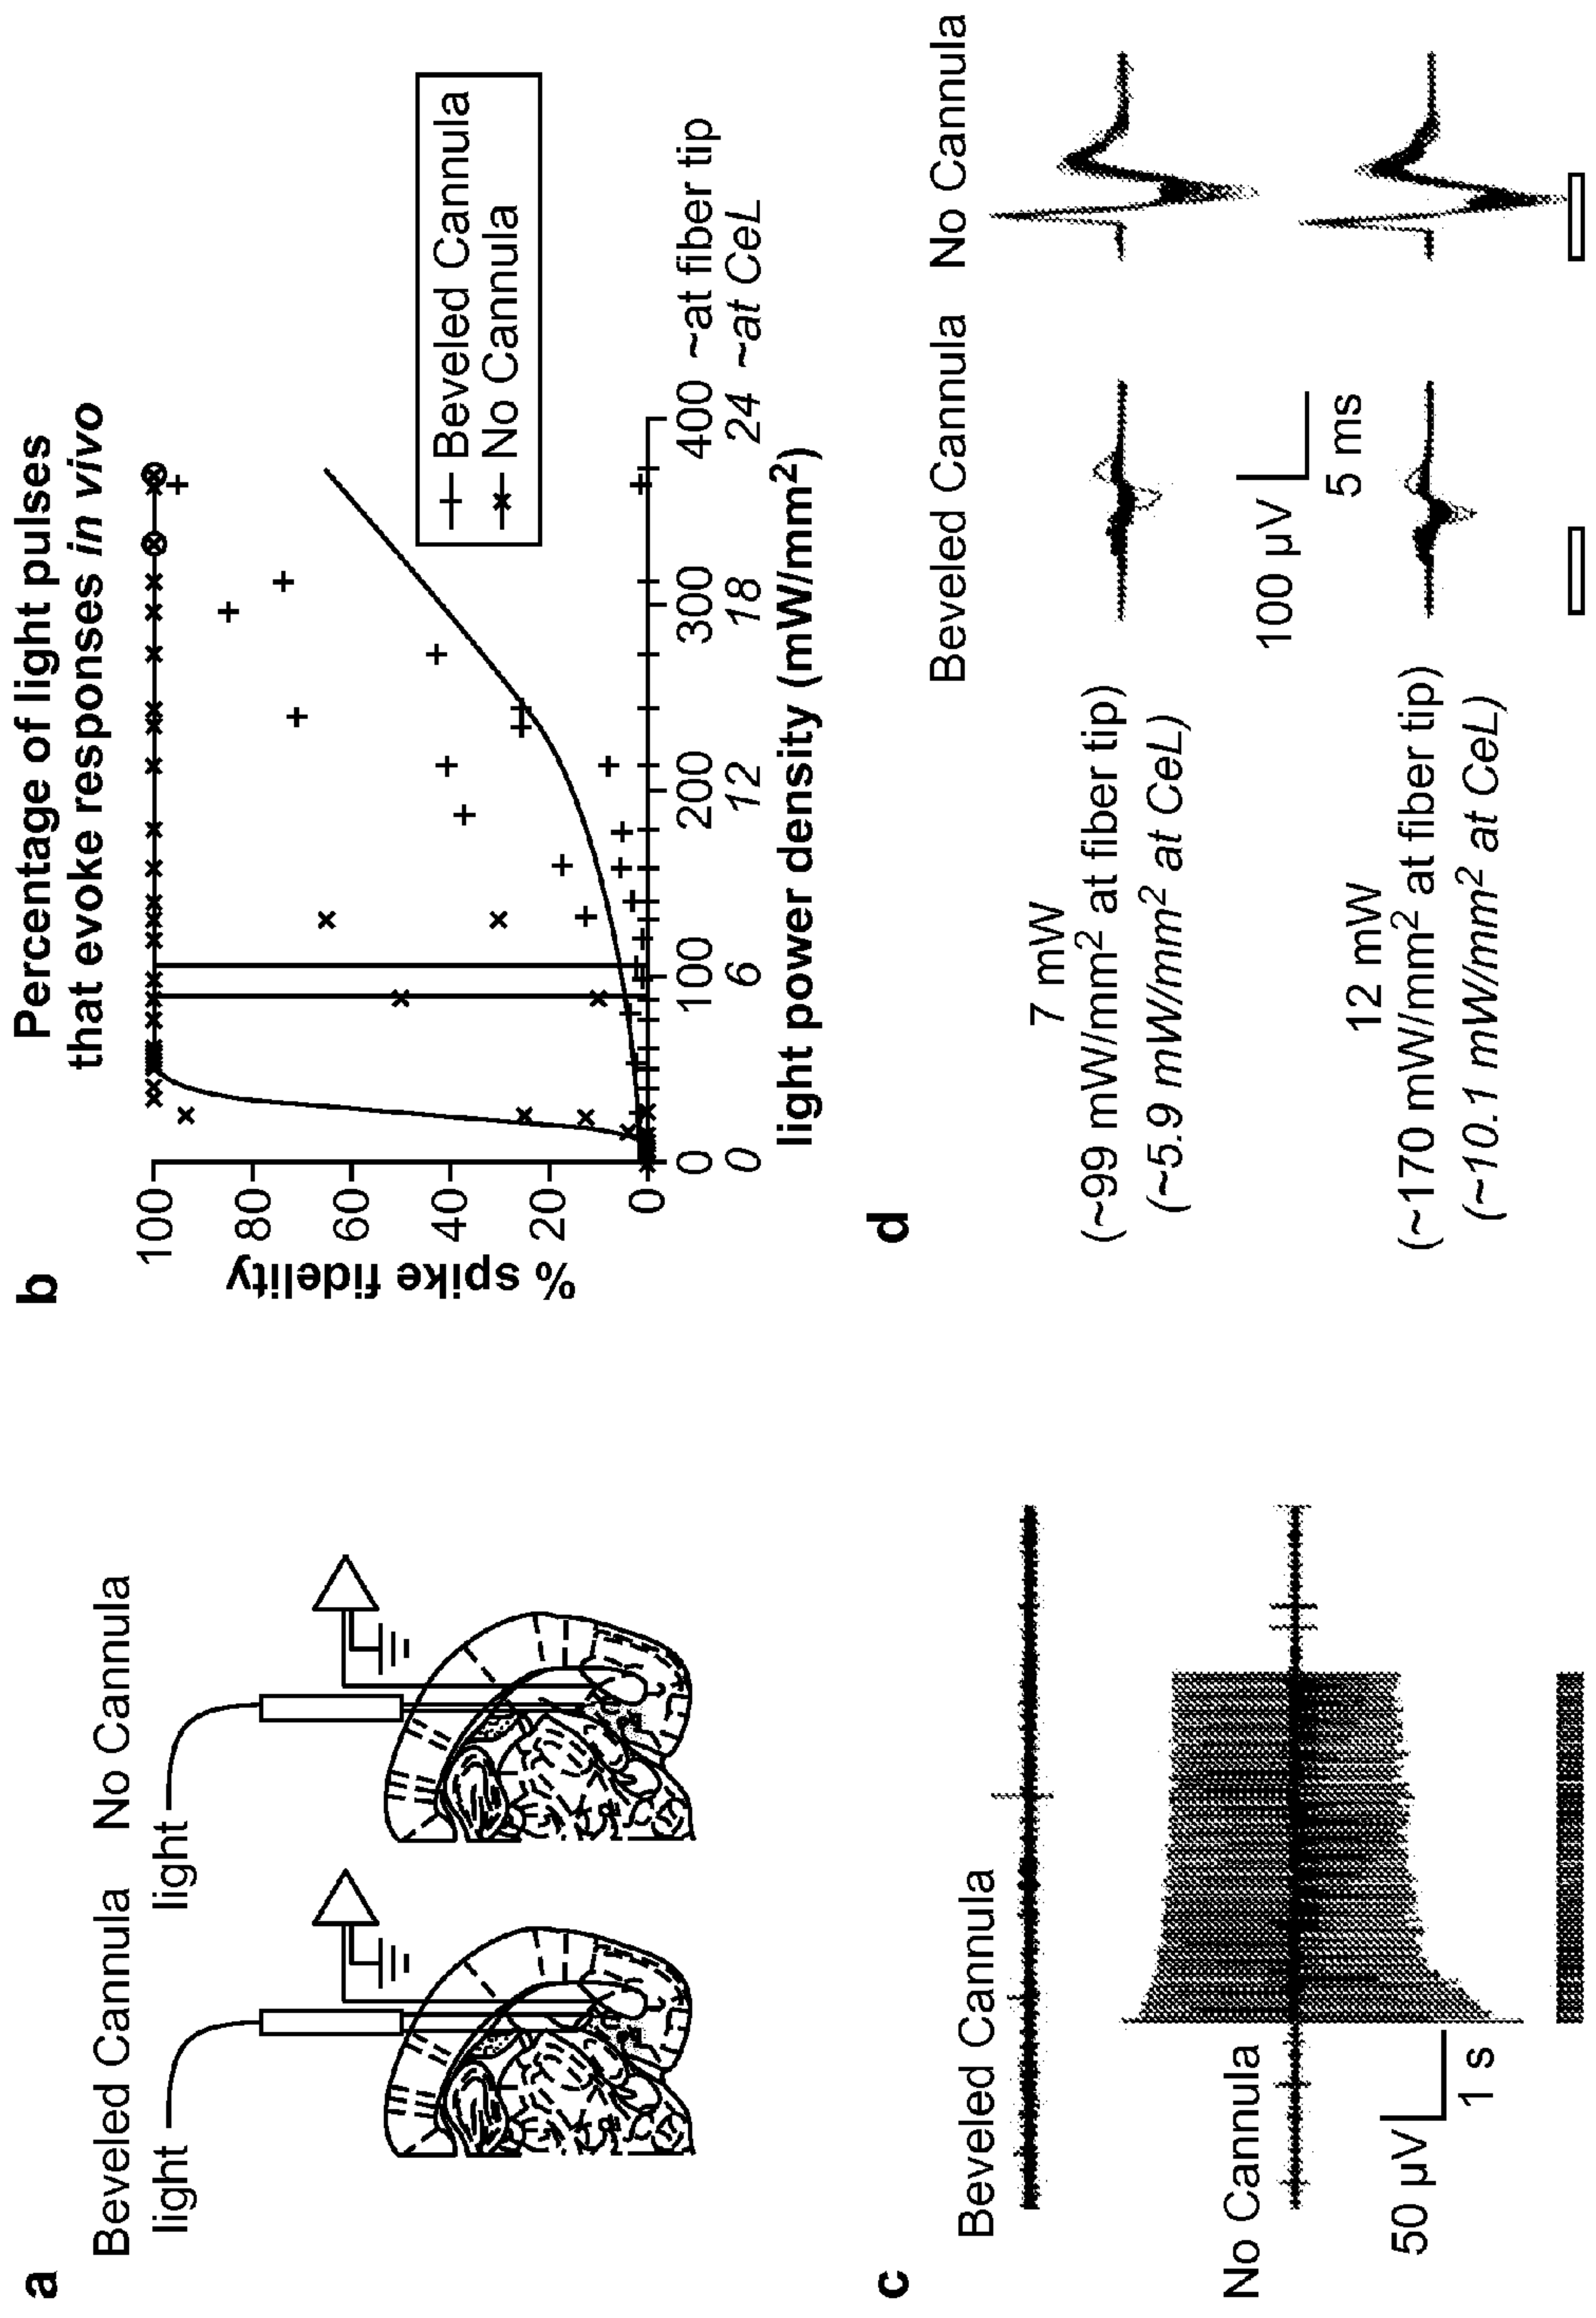 a
Beveled Cannula No Cannula
light
light
b
Percentage of light pulses
that evoke responses in vivo
% spike fidelity
100
80
60
40
20
0
0 100 200 300 400 ~at fiber tip
0 6 12 18 24 ~at CeL
light power density (mW/mm²)
Beveled Cannula
No Cannula
c
Beveled Cannula
No Cannula
50 µV
1 s
d
Beveled Cannula No Cannula
7 mW
(~99 mW/mm² at fiber tip)
(~5.9 mW/mm² at CeL)
100 µV
5 ms
12 mW
(~170 mW/mm² at fiber tip)
(~10.1 mW/mm² at CeL)